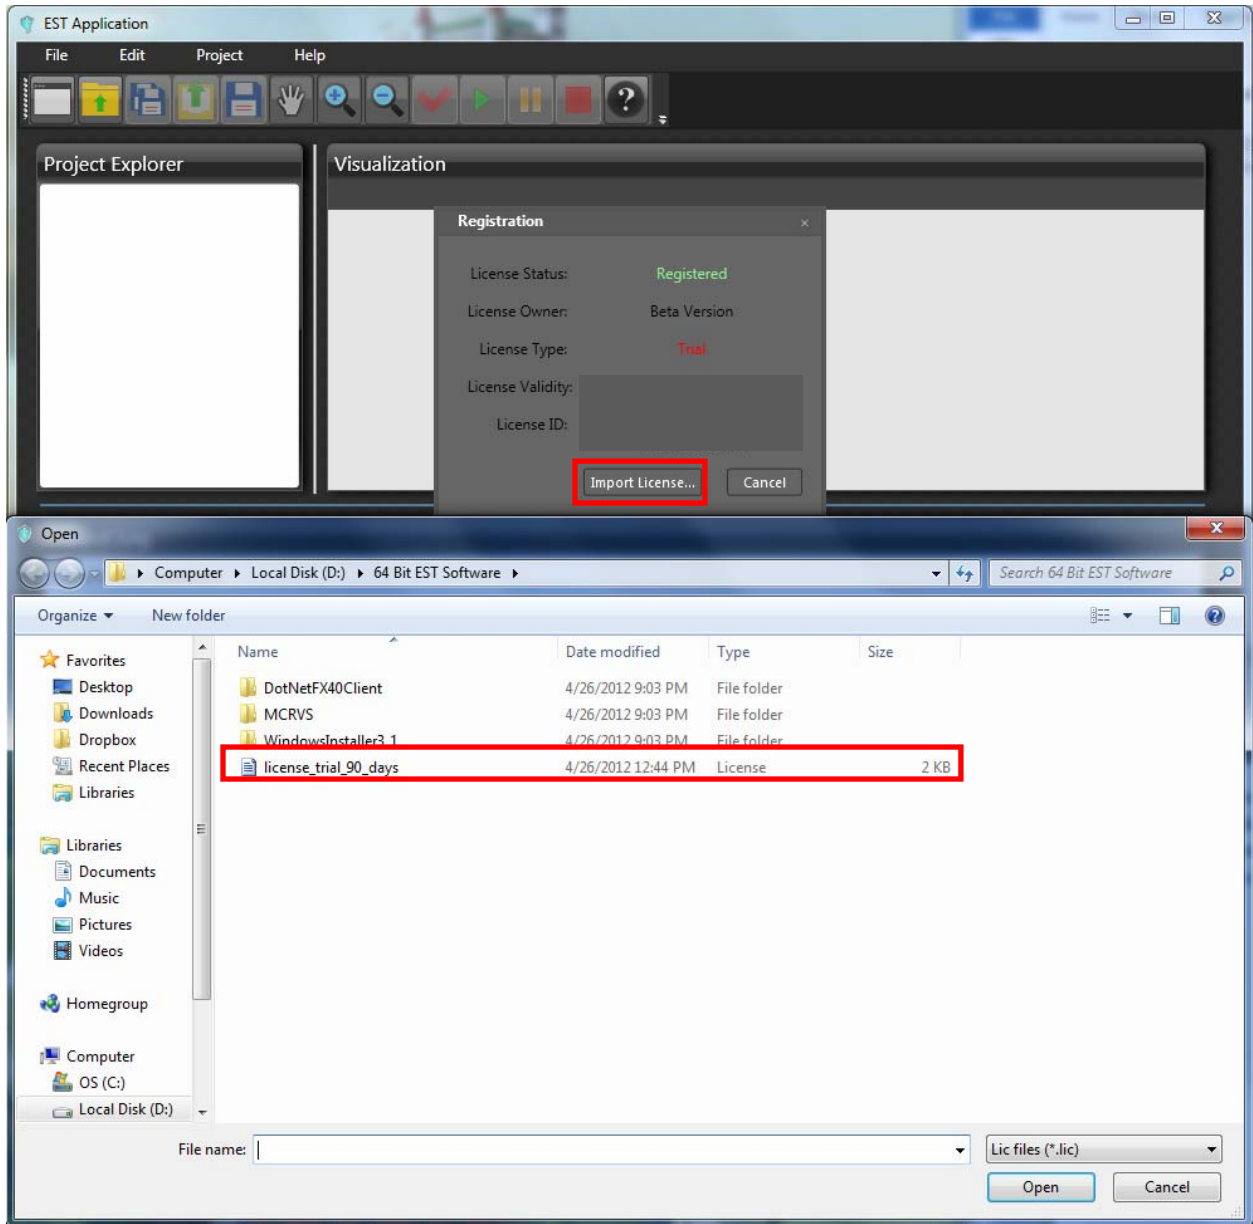 EST Application
File Edit Project Help
Project Explorer
Visualization
Registration
License Status: Registered
License Owner: Beta Version
License Type: Trial
License Validity:
License ID:
Import License... Cancel
Open
Computer Local Disk (D:) 64 Bit EST Software
Search 64 Bit EST Software
Organize New folder
Name Date modified Type Size
Favorites
Desktop
Downloads
Dropbox
Recent Places
Libraries
Libraries
Documents
Music
Pictures
Videos
Homegroup
Computer
OS (C:)
Local Disk (D:)
DotNetFX40Client 4/26/2012 9:03 PM File folder
MCRVS 4/26/2012 9:03 PM File folder
WindowsInstaller3_1 4/26/2012 9:03 PM File folder
license_trial_90_days 4/26/2012 12:44 PM License 2 KB
File name: Lic files (*.lic)
Open Cancel